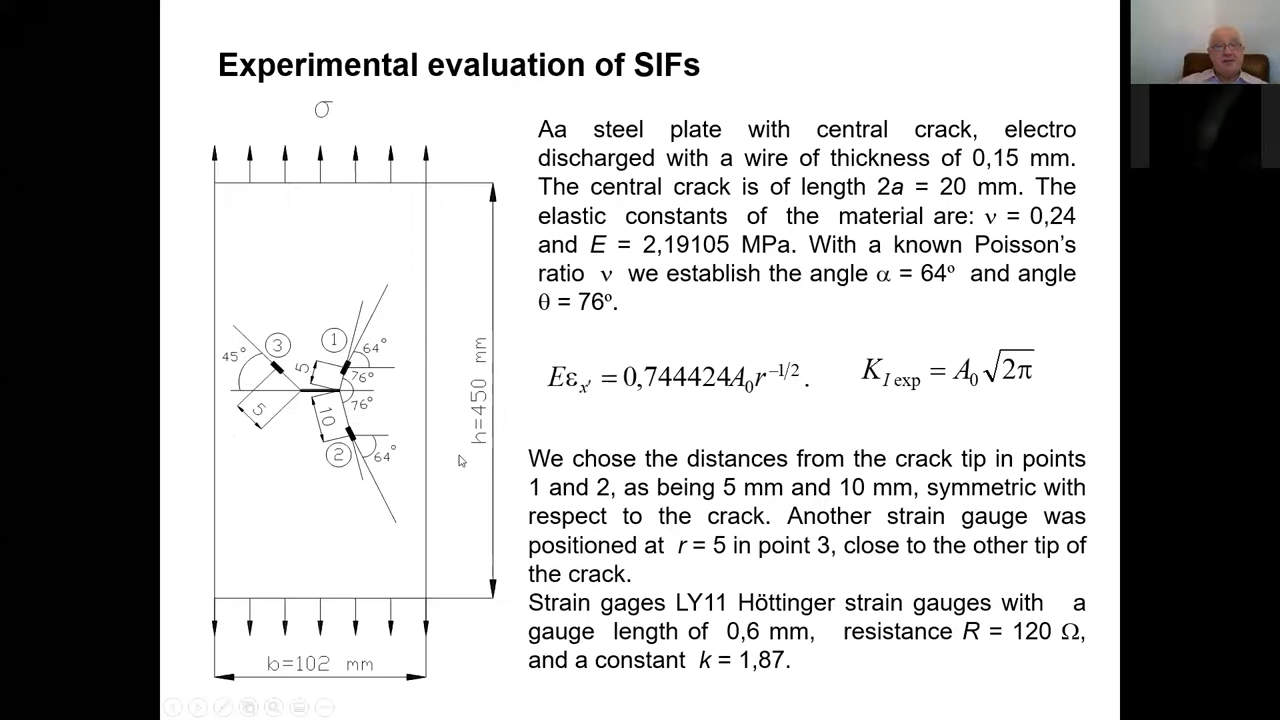 Experimental evaluation of SIFs
σ
Aa steel plate with central crack, electro
discharged with a wire of thickness of 0,15 mm.
The central crack is of length 2a = 20 mm. The
elastic constants of the material are: ν = 0,24
and E = 2,19105 MPa. With a known Poisson's
ratio ν we establish the angle α = 64º and angle
θ = 76º.
Eεx′ = 0,744424A0r−1/2 .
KI exp = A0√2π
We chose the distances from the crack tip in points
1 and 2, as being 5 mm and 10 mm, symmetric with
respect to the crack. Another strain gauge was
positioned at r = 5 in point 3, close to the other tip of
the crack.
Strain gages LY11 Höttinger strain gauges with a
gauge length of 0,6 mm, resistance R = 120 Ω,
and a constant k = 1,87.
3
1
45°
5
64°
76°
5
10
76°
2
64°
h=450 mm
b=102 mm